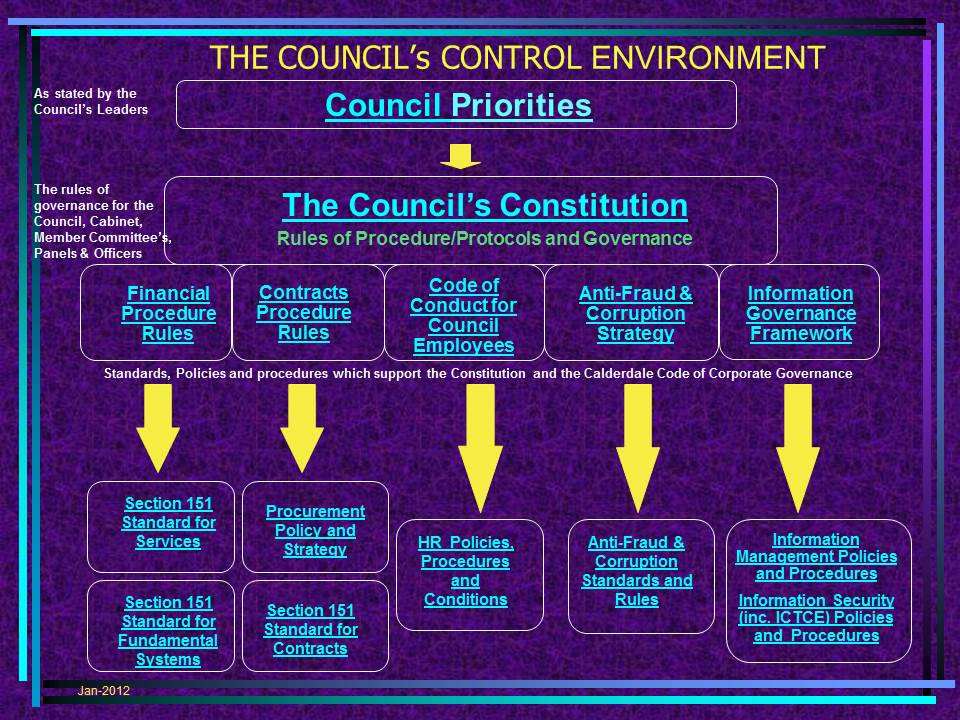 THE COUNCIL’s CONTROL ENVIRONMENT
As stated by the
Council’s Leaders
Council Priorities
The rules of
governance for the
Council, Cabinet,
Member Committee’s,
Panels & Officers
The Council’s Constitution
Rules of Procedure/Protocols and Governance
Financial
Procedure
Rules
Contracts
Procedure
Rules
Code of
Conduct for
Council
Employees
Anti-Fraud &
Corruption
Strategy
Information
Governance
Framework
Standards, Policies and procedures which support the Constitution and the Calderdale Code of Corporate Governance
Section 151
Standard for
Services
Procurement
Policy and
Strategy
HR Policies,
Procedures
and
Conditions
Anti-Fraud &
Corruption
Standards and
Rules
Information
Management Policies
and Procedures
Information Security
(inc. ICTCE) Policies
and Procedures
Section 151
Standard for
Fundamental
Systems
Section 151
Standard for
Contracts
Jan-2012